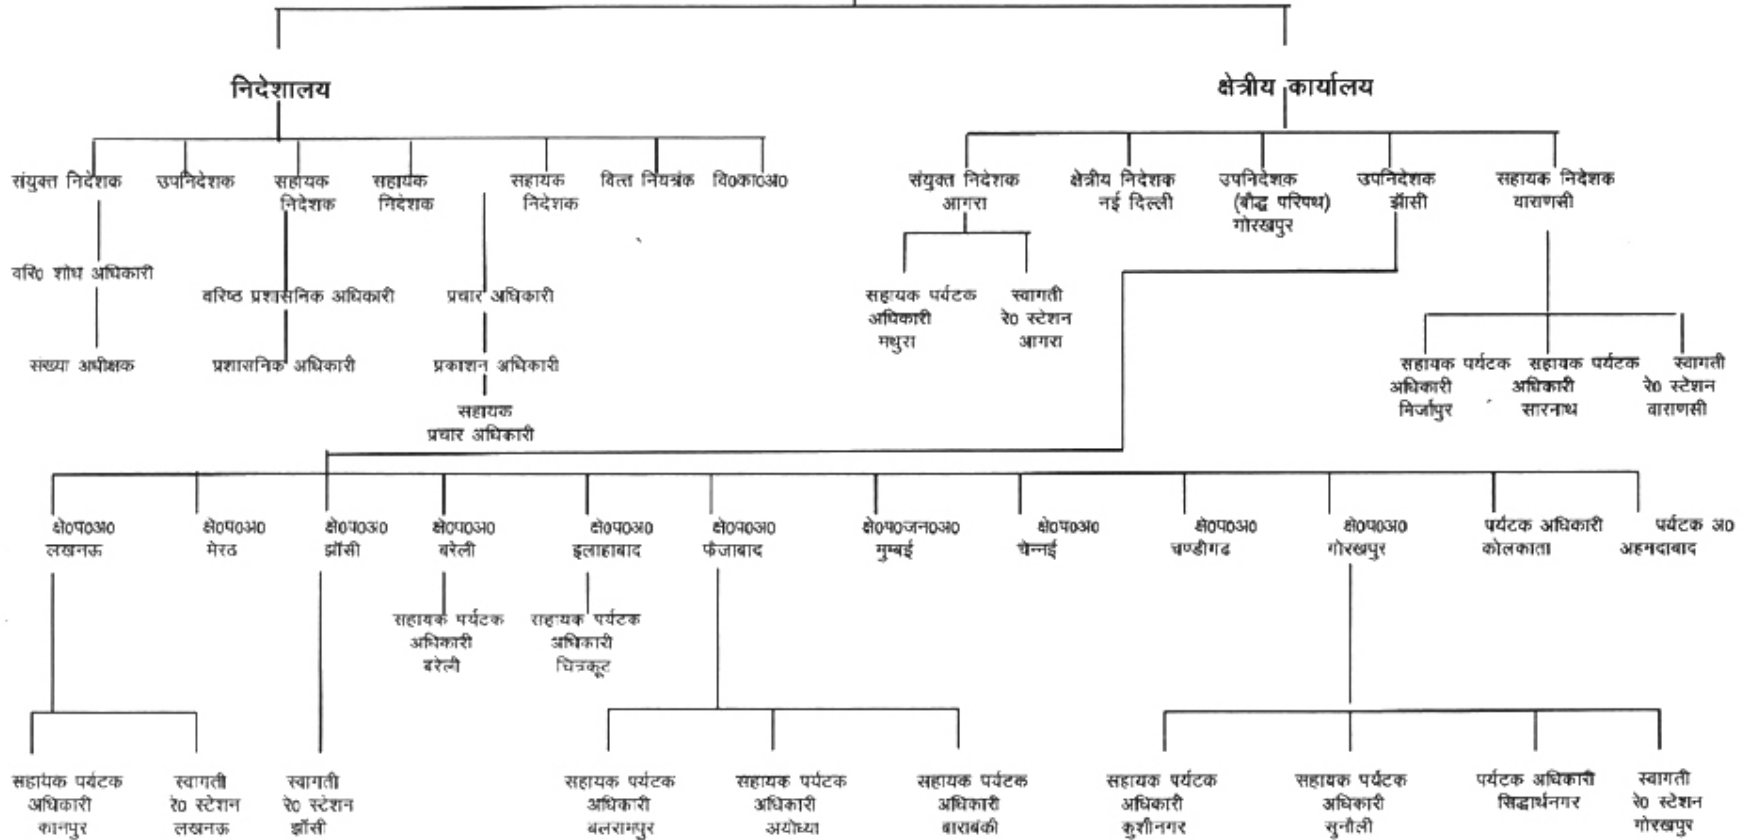 निदेशालय
क्षेत्रीय कार्यालय
संयुक्त निदेशक
उपनिदेशक
सहायक
निदेशक
सहायक
निदेशक
सहायक
निदेशक
वित्त नियत्रंक
वि0का0अ0
संयुक्त निदेशक
आगरा
क्षेत्रीय निदेशक
नई दिल्ली
उपनिदेशक
(बौद्ध परिपथ)
गोरखपुर
उपनिदेशक
झॅासी
सहायक निदेशक
वाराणसी
वरि0 शोध अधिकारी
वरिष्ठ प्रशासनिक अधिकारी
प्रचार अधिकारी
सहायक पर्यटक
अधिकारी
मथुरा
स्वागती
रे0 स्टेशन
आगरा
संख्या अधीक्षक
प्रशासनिक अधिकारी
प्रकाशन अधिकारी
सहायक
प्रचार अधिकारी
सहायक पर्यटक
अधिकारी
मिर्जापुर
सहायक पर्यटक
अधिकारी
सारनाथ
स्वागती
रे0 स्टेशन
वाराणसी
क्षे0प0अ0
लखनऊ
क्षे0प0अ0
मेरठ
क्षे0प0अ0
झॉसी
क्षे0प0अ0
बरेली
क्षे0प0अ0
इलाहाबाद
क्षे0प0अ0
फैजाबाद
क्षे0प0जन0अ0
मुम्बई
क्षे0प0अ0
चेन्नई
क्षे0प0अ0
चण्डीगढ
क्षे0प0अ0
गोरखपुर
पर्यटक अधिकारी
कोलकाता
पर्यटक अ0
अहमदाबाद
सहायक पर्यटक
अधिकारी
बरेली
सहायक पर्यटक
अधिकारी
चित्रकूट
सहायक पर्यटक
अधिकारी
कानपुर
स्वागती
रे0 स्टेशन
लखनऊ
स्वागती
रे0 स्टेशन
झॉसी
सहायक पर्यटक
अधिकारी
बलरामपुर
सहायक पर्यटक
अधिकारी
अयोध्या
सहायक पर्यटक
अधिकारी
बाराबंकी
सहायक पर्यटक
अधिकारी
कुशीनगर
सहायक पर्यटक
अधिकारी
सुनौली
पर्यटक अधिकारी
सिद्धार्थनगर
स्वागती
रे0 स्टेशन
गोरखपुर